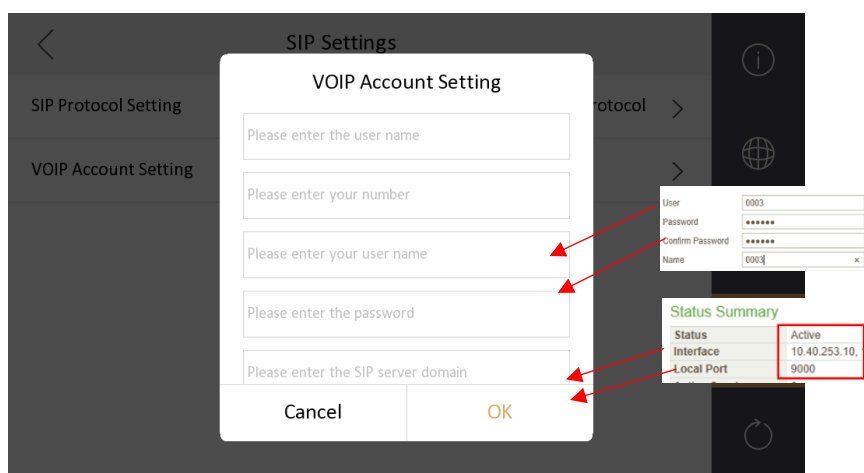 SIP Settings
VOIP Account Setting
SIP Protocol Setting
rotocol
Please enter the user name
VOIP Account Setting
Please enter your number
User 0003
Password ●●●●●●
Confirm Password ●●●●●●
Name 0003 ×
Please enter your user name
Please enter the password
Status Summary
Status Active
Interface 10.40.253.10,
Local Port 9000
Please enter the SIP server domain
Cancel
OK